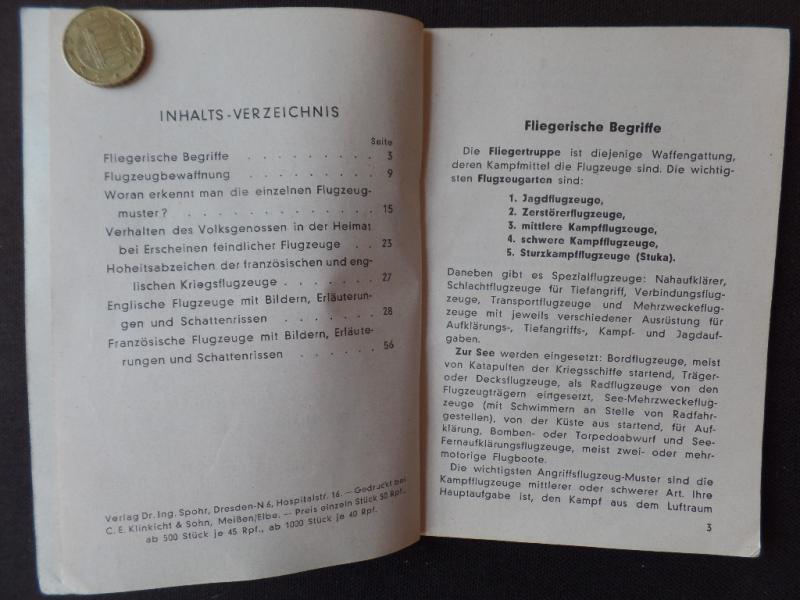 INHALTS-VERZEICHNIS
Seite
Fliegerische Begriffe . . . . . . . . . 3
Flugzeugbewaffnung . . . . . . . . . 9
Woran erkennt man die einzelnen Flugzeug-
muster? . . . . . . . . . . . . . 15
Verhalten des Volksgenossen in der Heimat
bei Erscheinen feindlicher Flugzeuge . . 23
Hoheitsabzeichen der französischen und eng-
lischen Kriegsflugzeuge . . . . . . . 27
Englische Flugzeuge mit Bildern, Erläuterun-
gen und Schattenrissen . . . . . . . 28
Französische Flugzeuge mit Bildern, Erläute-
rungen und Schattenrissen . . . . . . 56
Verlag Dr. Ing. Spohr, Dresden-N 6, Hospitalstr. 16. — Gedruckt bei
C. E. Klinkicht & Sohn, Meißen/Elbe. — Preis einzeln Stück 50 Rpf.,
ab 500 Stück je 45 Rpf., ab 1000 Stück je 40 Rpf.
Fliegerische Begriffe
Die Fliegertruppe ist diejenige Waffengattung,
deren Kampfmittel die Flugzeuge sind. Die wichtig-
sten Flugzeugarten sind:
1. Jagdflugzeuge,
2. Zerstörerflugzeuge,
3. mittlere Kampfflugzeuge,
4. schwere Kampfflugzeuge,
5. Sturzkampfflugzeuge (Stuka).
Daneben gibt es Spezialflugzeuge: Nahaufklärer,
Schlachtflugzeuge für Tiefangriff, Verbindungsflug-
zeuge, Transportflugzeuge und Mehrzweckeflug-
zeuge mit jeweils verschiedener Ausrüstung für
Aufklärungs-, Tiefangriffs-, Kampf- und Jagdauf-
gaben.
Zur See werden eingesetzt: Bordflugzeuge, meist
von Katapulten der Kriegsschiffe startend, Träger-
oder Decksflugzeuge, als Radflugzeuge von den
Flugzeugträgern eingesetzt, See-Mehrzweckeflug-
zeuge (mit Schwimmern an Stelle von Radfahr-
gestellen), von der Küste aus startend, für Auf-
klärung, Bomben- oder Torpedoabwurf und See-
Fernaufklärungsflugzeuge, meist zwei- oder mehr-
motorige Flugboote.
Die wichtigsten Angriffsflugzeug-Muster sind die
Kampfflugzeuge mittlerer oder schwerer Art. Ihre
Hauptaufgabe ist, den Kampf aus dem Luftraum
3